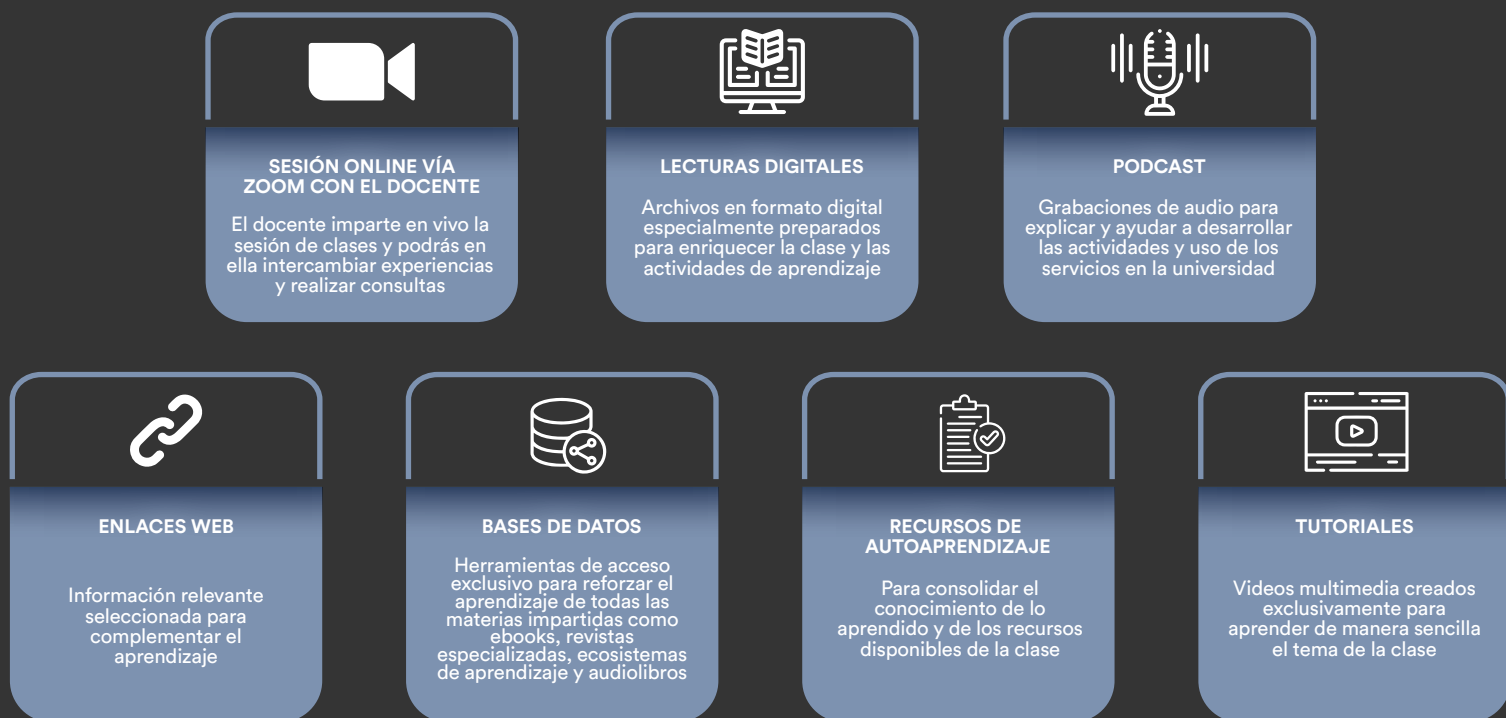 SESIÓN ONLINE VÍA
ZOOM CON EL DOCENTE
El docente imparte en vivo la
sesión de clases y podrás en
ella intercambiar experiencias
y realizar consultas
LECTURAS DIGITALES
Archivos en formato digital
especialmente preparados
para enriquecer la clase y las
actividades de aprendizaje
PODCAST
Grabaciones de audio para
explicar y ayudar a desarrollar
las actividades y uso de los
servicios en la universidad
ENLACES WEB
Información relevante
seleccionada para
complementar el
aprendizaje
BASES DE DATOS
Herramientas de acceso
exclusivo para reforzar el
aprendizaje de todas las
materias impartidas como
ebooks, revistas
especializadas, ecosistemas
de aprendizaje y audiolibros
RECURSOS DE
AUTOAPRENDIZAJE
Para consolidar el
conocimiento de lo
aprendido y de los recursos
disponibles de la clase
TUTORIALES
Videos multimedia creados
exclusivamente para
aprender de manera sencilla
el tema de la clase